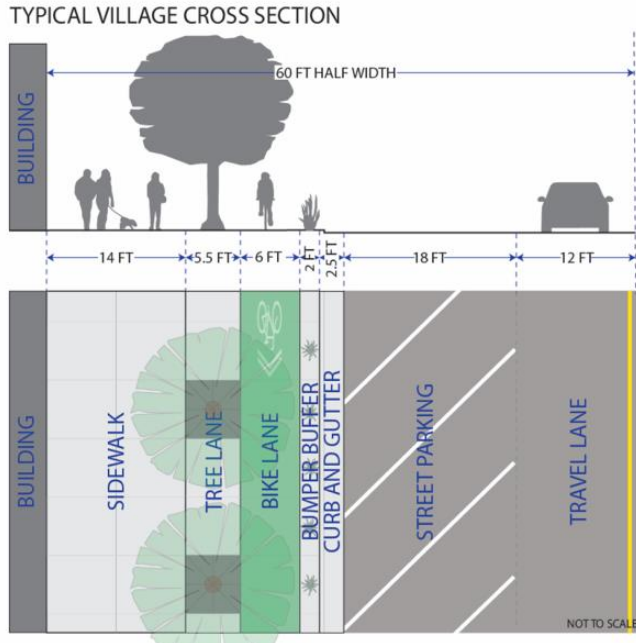 TYPICAL VILLAGE CROSS SECTION
60 FT HALF WIDTH
BUILDING
14 FT
5.5 FT
6 FT
2 FT
2.5 FT
18 FT
12 FT
BUILDING
SIDEWALK
TREE LANE
BIKE LANE
BUMPER BUFFER
CURB AND GUTTER
STREET PARKING
TRAVEL LANE
NOT TO SCALE